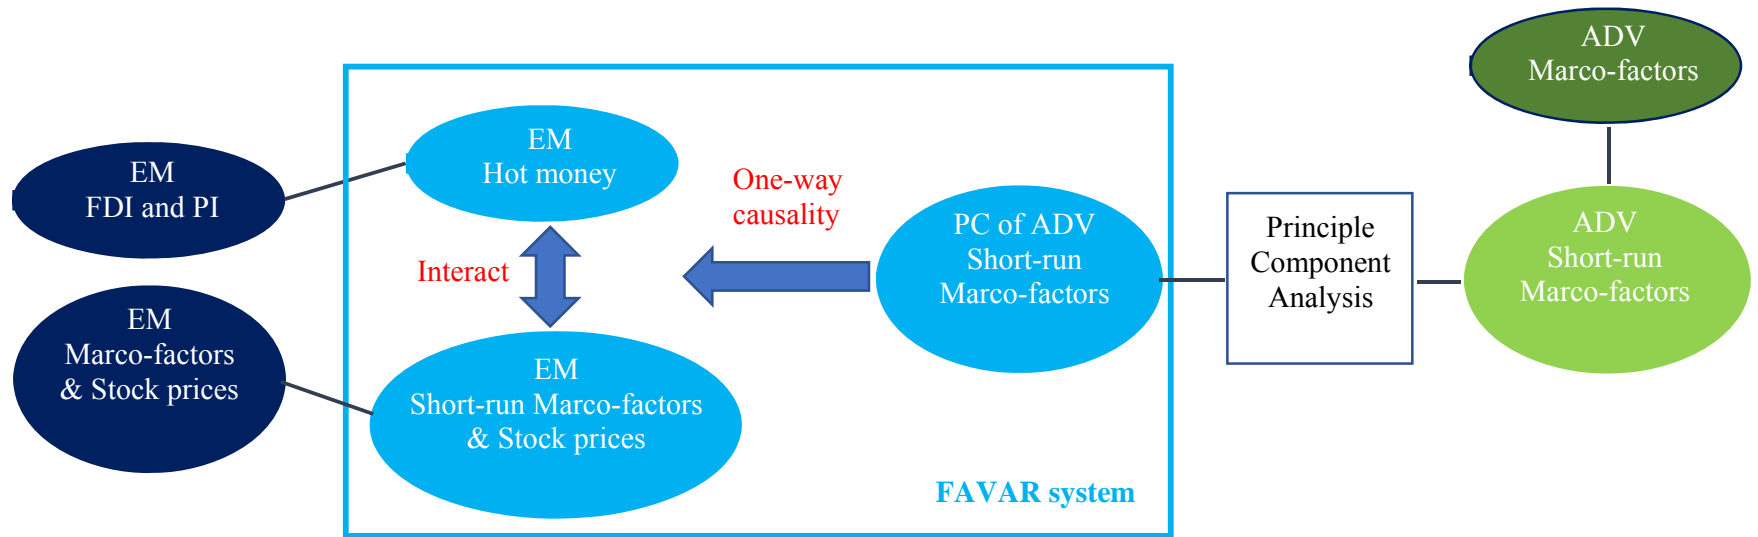 ADV
Marco-factors
EM
FDI and PI
EM
Hot money
One-way
causality
Interact
PC of ADV
Short-run
Marco-factors
Principle
Component
Analysis
ADV
Short-run
Marco-factors
EM
Marco-factors
& Stock prices
EM
Short-run Marco-factors
& Stock prices
FAVAR system